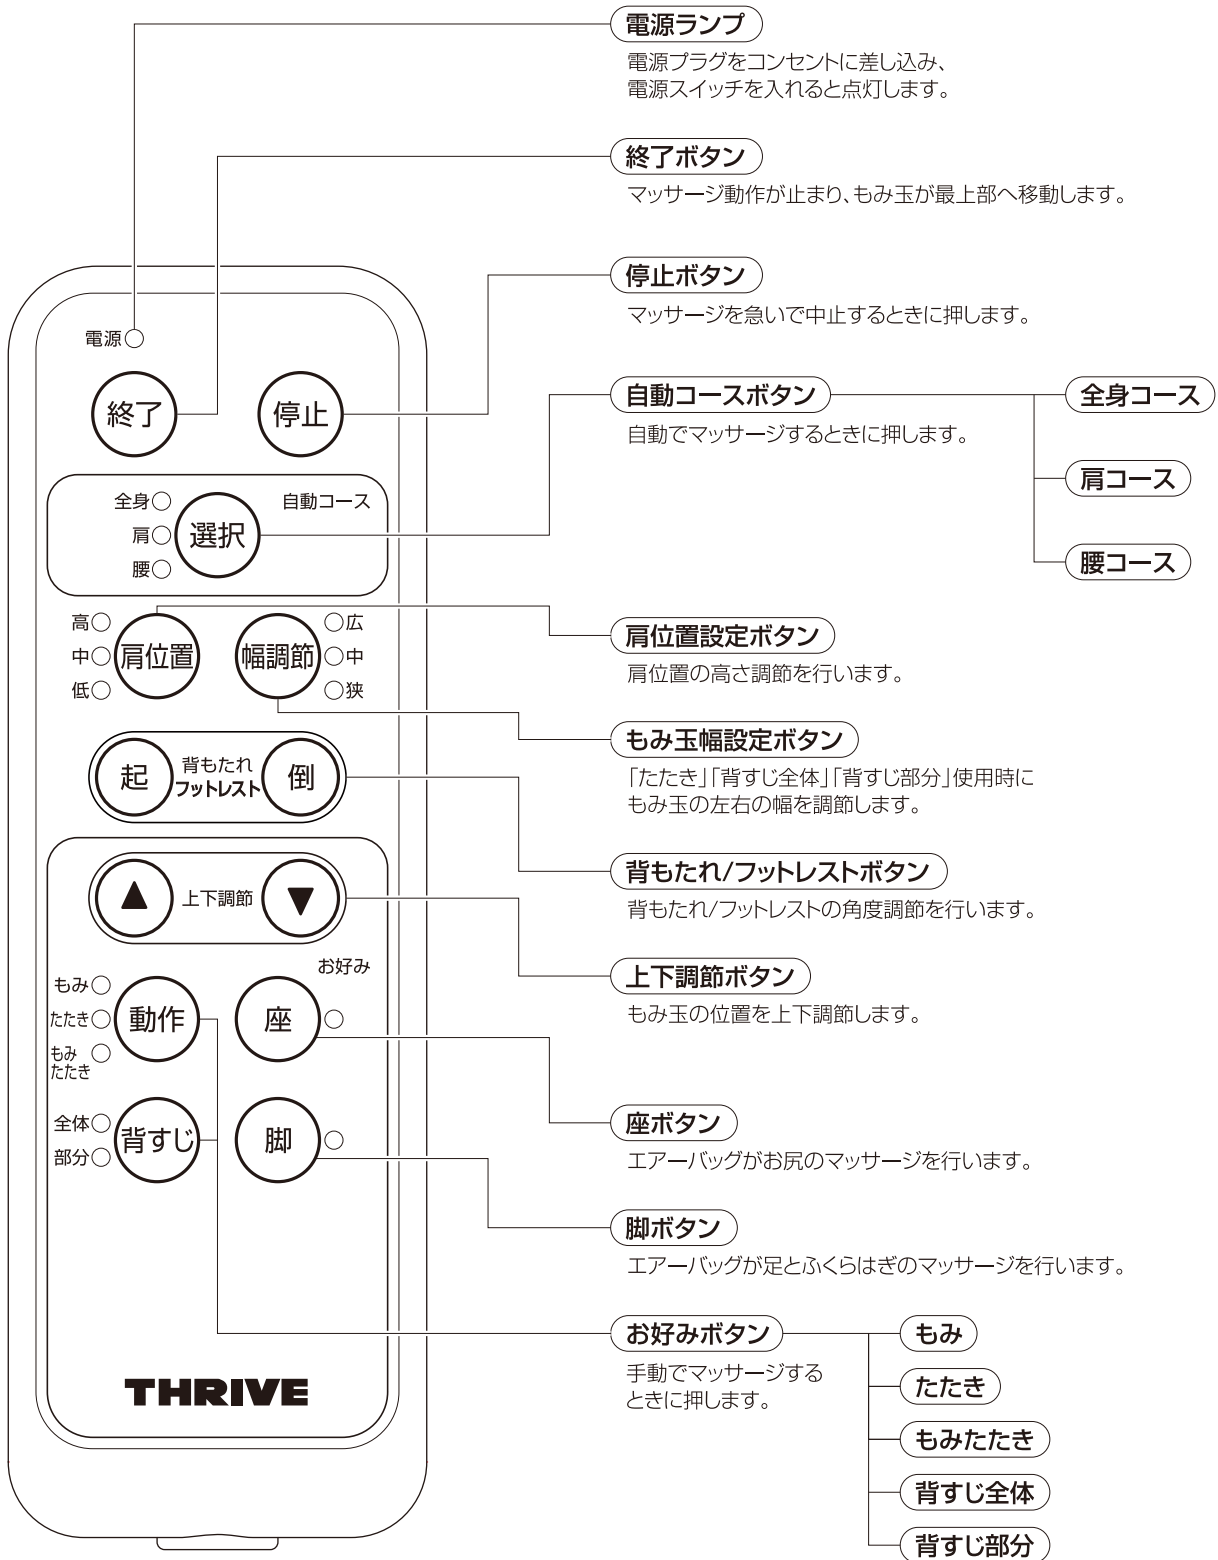 電源ランプ
電源プラグをコンセントに差し込み、
電源スイッチを入れると点灯します。
終了ボタン
マッサージ動作が止まり、もみ玉が最上部へ移動します。
停止ボタン
マッサージを急いで中止するときに押します。
自動コースボタン
自動でマッサージするときに押します。
全身コース
肩コース
腰コース
肩位置設定ボタン
肩位置の高さ調節を行います。
もみ玉幅設定ボタン
「たたき」「背すじ全体」「背すじ部分」使用時に
もみ玉の左右の幅を調節します。
背もたれ/フットレストボタン
背もたれ/フットレストの角度調節を行います。
上下調節ボタン
もみ玉の位置を上下調節します。
座ボタン
エアーバッグがお尻のマッサージを行います。
脚ボタン
エアーバッグが足とふくらはぎのマッサージを行います。
お好みボタン
手動でマッサージする
ときに押します。
もみ
たたき
もみたたき
背すじ全体
背すじ部分
電源
終了
停止
全身
肩
腰
選択
自動コース
高
中
低
肩位置
幅調節
広
中
狭
起
背もたれ
フットレスト
倒
▲
上下調節
▼
お好み
もみ
たたき
もみ
たたき
動作
座
全体
部分
背すじ
脚
THRIVE